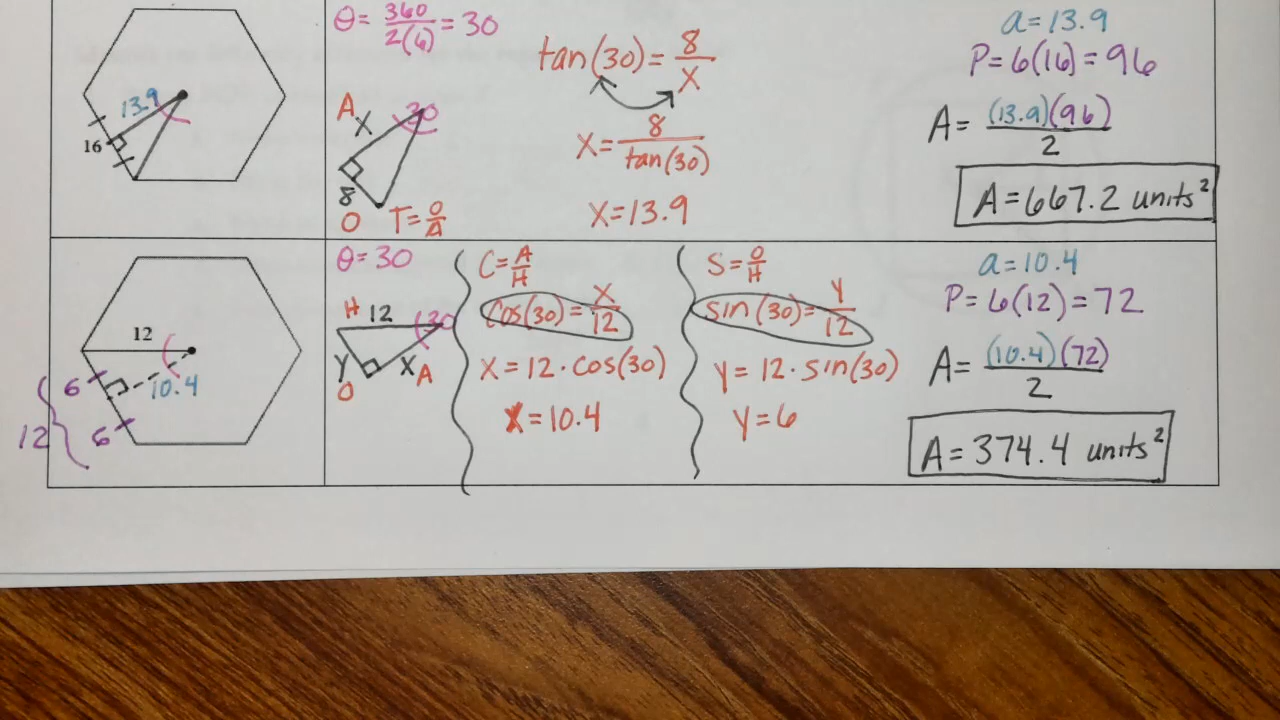 13.9
16
θ = 360/2(6) = 30
A
X
30
8
O
T = O/A
tan(30) = 8/X
X = 8/tan(30)
X = 13.9
a = 13.9
P = 6(16) = 96
A = (13.9)(96)/2
A = 667.2 units²
12
10.4
6
6
12
θ = 30
H 12
30
Y
X A
O
C = A/H
cos(30) = X/12
X = 12 · cos(30)
X = 10.4
S = O/H
sin(30) = Y/12
Y = 12 · sin(30)
Y = 6
a = 10.4
P = 6(12) = 72
A = (10.4)(72)/2
A = 374.4 units²